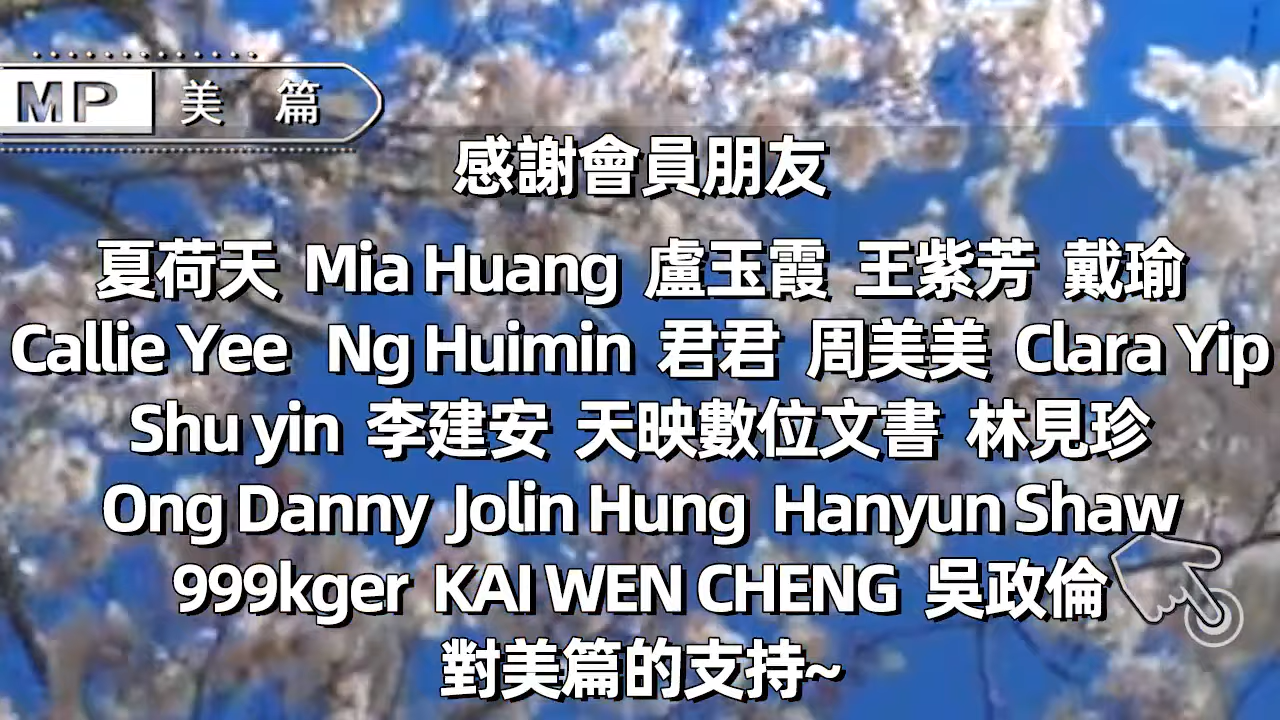 MP 美篇
感謝會員朋友
夏荷天 Mia Huang 盧玉霞 王紫芳 戴瑜
Callie Yee Ng Huimin 君君 周美美 Clara Yip
Shu yin 李建安 天映數位文書 林見珍
Ong Danny Jolin Hung Hanyun Shaw
999kger KAI WEN CHENG 吳政倫
對美篇的支持~